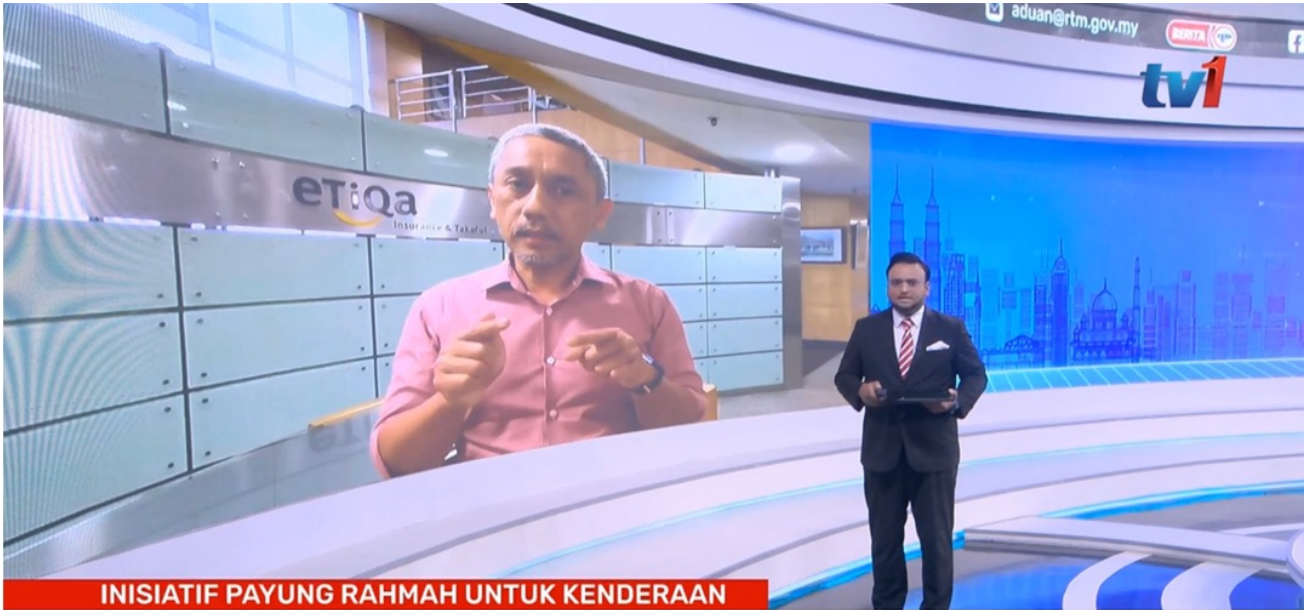 aduan@rtm.gov.my
BERITA
tv1
eTiQa
Insurance & Takaful
INISIATIF PAYUNG RAHMAH UNTUK KENDERAAN